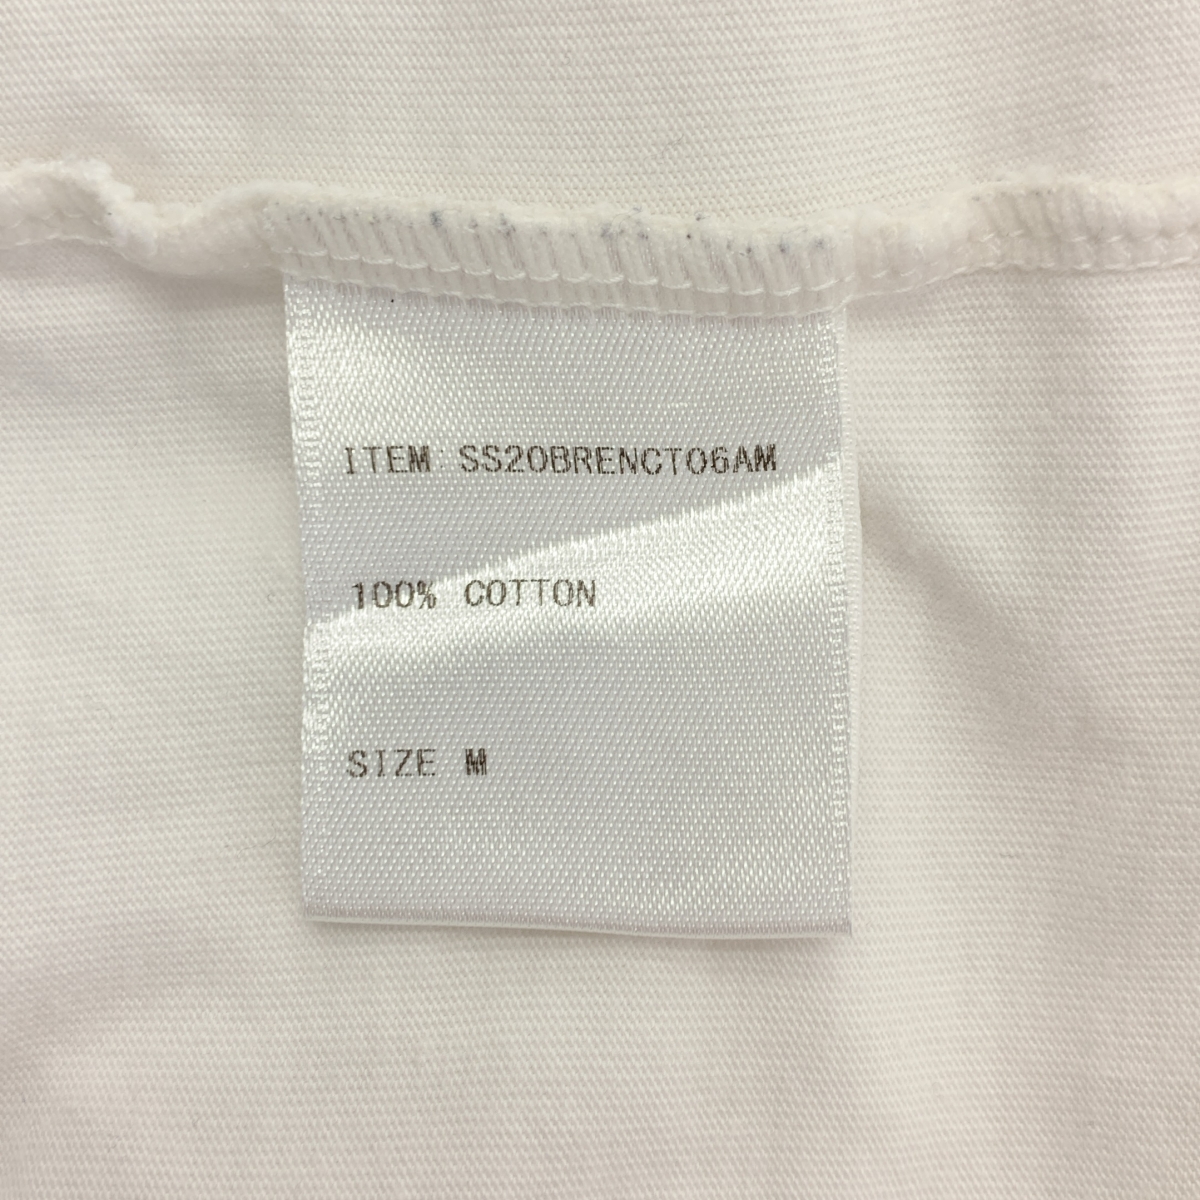 ITEM SS20BRENCT06AM
100% COTTON
SIZE M